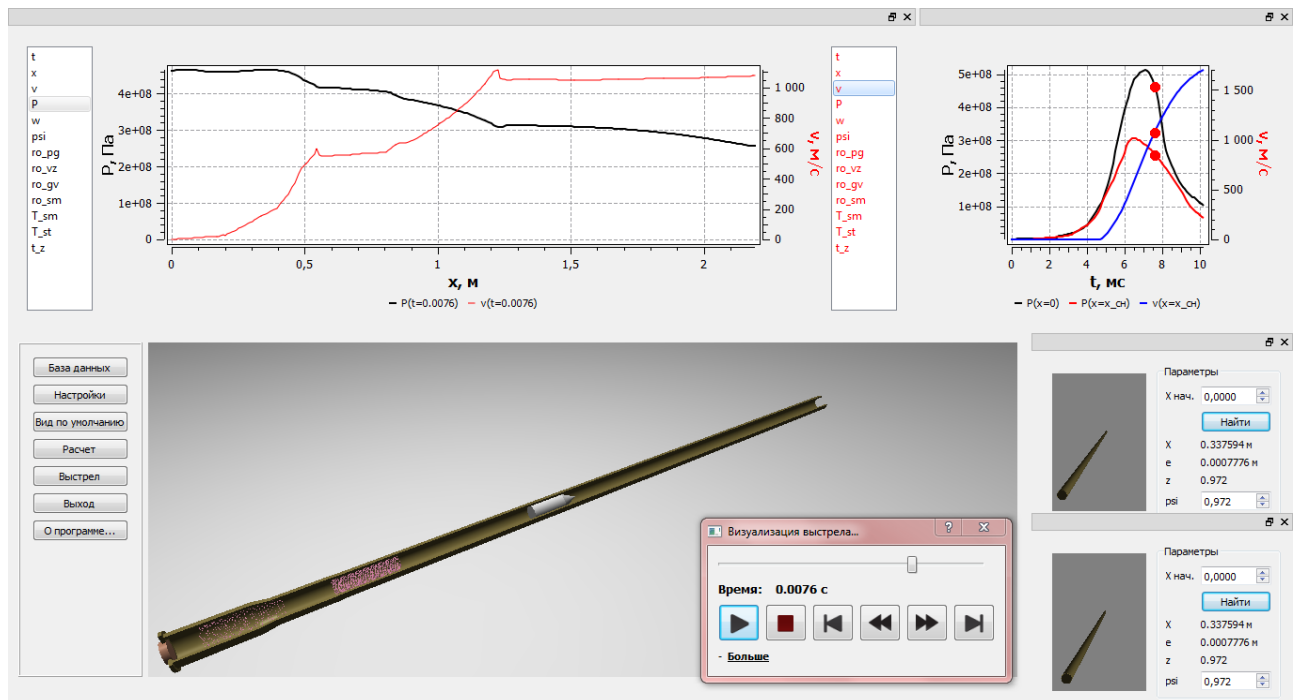 t
x
v
P
w
psi
ro_pg
ro_vz
ro_gv
ro_sm
T_sm
T_st
t_z
P, Па
4e+08
3e+08
2e+08
1e+08
0
0
0,5
1
1,5
2
x, м
1 000
800
600
400
200
0
v, м/с
P(t=0.0076)
v(t=0.0076)
t
x
v
P
w
psi
ro_pg
ro_vz
ro_gv
ro_sm
T_sm
T_st
t_z
P, Па
5e+08
4e+08
3e+08
2e+08
1e+08
0
2
4
6
8
10
t, мс
1 500
1 000
500
0
v, м/с
P(x=0)
P(x=x_сн)
v(x=x_сн)
База данных
Настройки
Вид по умолчанию
Расчет
Выстрел
Выход
О программе...
Визуализация выстрела...
Время: 0.0076 с
- Больше
Параметры
X нач. 0,0000
Найти
X 0.337594 м
e 0.0007776 м
z 0.972
psi 0,972
Параметры
X нач. 0,0000
Найти
X 0.337594 м
e 0.0007776 м
z 0.972
psi 0,972